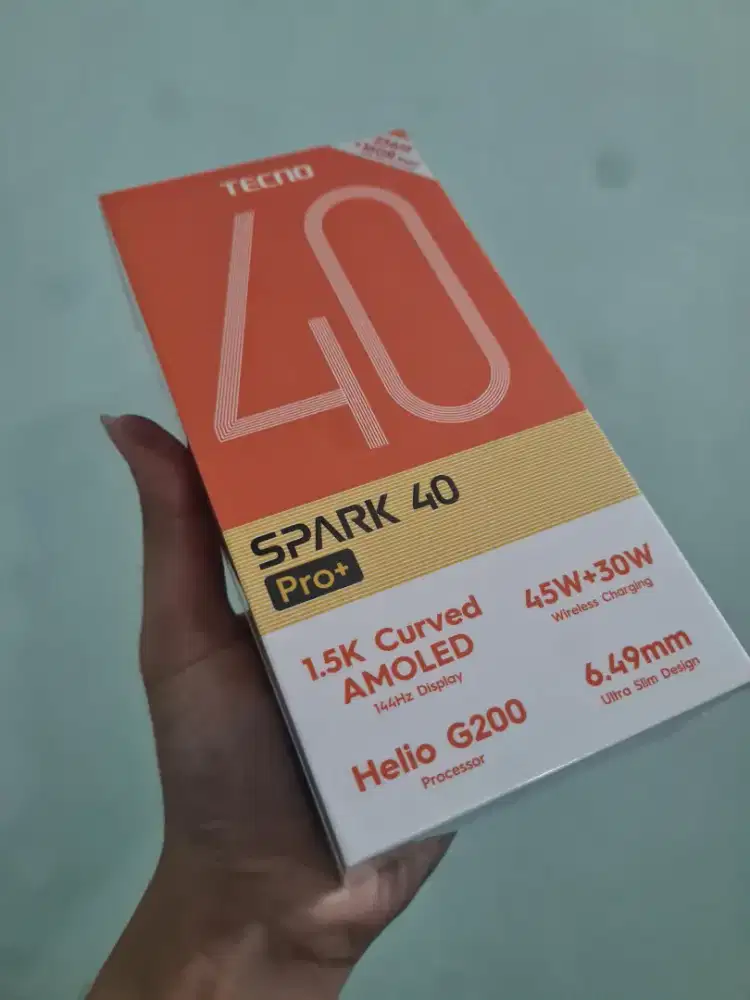 TECNO
40
SPARK 40
Pro+
1.5K Curved
AMOLED
144Hz Display
45W+30W
Wireless Charging
Helio G200
Processor
6.49mm
Ultra Slim Design